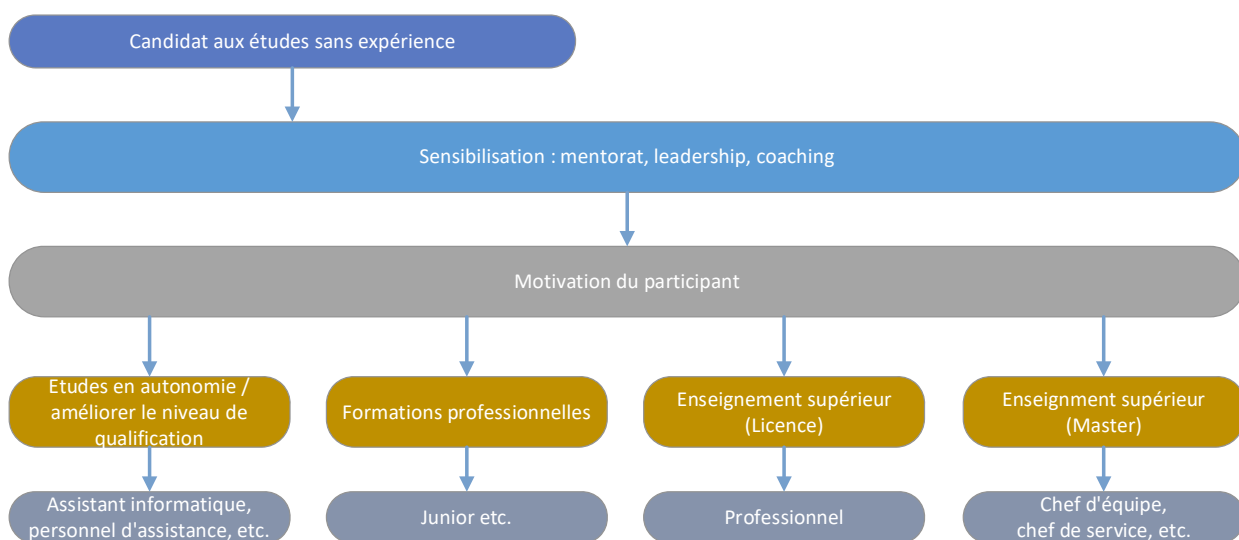 Candidat aux études sans expérience
Sensibilisation : mentorat, leadership, coaching
Motivation du participant
Etudes en autonomie /
améliorer le niveau de
qualification
Formations professionnelles
Enseignement supérieur
(Licence)
Enseignment supérieur
(Master)
Assistant informatique,
personnel d'assistance, etc.
Junior etc.
Professionnel
Chef d'équipe,
chef de service, etc.